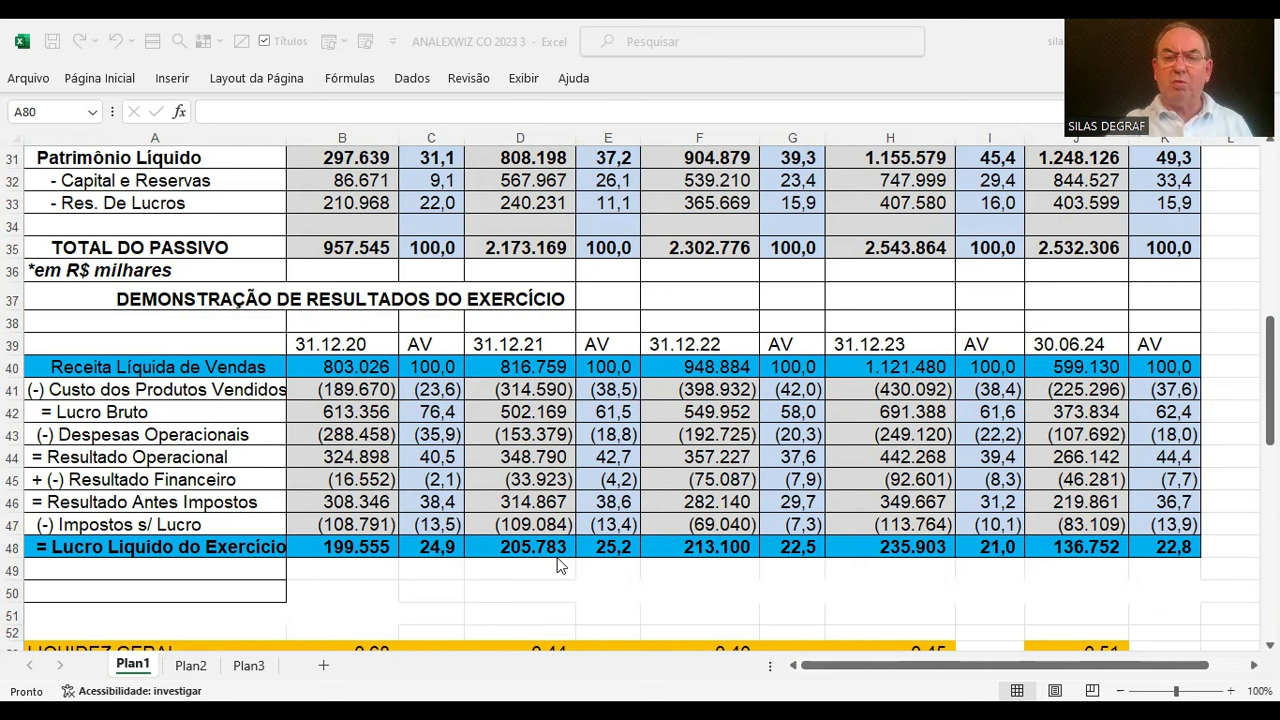 Títulos
ANALEXWIZ CO 2023 3 - Excel
Pesquisar
silas
Arquivo Página Inicial Inserir Layout da Página Fórmulas Dados Revisão Exibir Ajuda
SILAS DEGRAF
A80 fx
A B C D E F G H I J K L
31 Patrimônio Líquido 297.639 31,1 808.198 37,2 904.879 39,3 1.155.579 45,4 1.248.126 49,3
32 - Capital e Reservas 86.671 9,1 567.967 26,1 539.210 23,4 747.999 29,4 844.527 33,4
33 - Res. De Lucros 210.968 22,0 240.231 11,1 365.669 15,9 407.580 16,0 403.599 15,9
34
35 TOTAL DO PASSIVO 957.545 100,0 2.173.169 100,0 2.302.776 100,0 2.543.864 100,0 2.532.306 100,0
36 *em R$ milhares
37 DEMONSTRAÇÃO DE RESULTADOS DO EXERCÍCIO
38
39 31.12.20 AV 31.12.21 AV 31.12.22 AV 31.12.23 AV 30.06.24 AV
40 Receita Líquida de Vendas 803.026 100,0 816.759 100,0 948.884 100,0 1.121.480 100,0 599.130 100,0
41 (-) Custo dos Produtos Vendidos (189.670) (23,6) (314.590) (38,5) (398.932) (42,0) (430.092) (38,4) (225.296) (37,6)
42 = Lucro Bruto 613.356 76,4 502.169 61,5 549.952 58,0 691.388 61,6 373.834 62,4
43 (-) Despesas Operacionais (288.458) (35,9) (153.379) (18,8) (192.725) (20,3) (249.120) (22,2) (107.692) (18,0)
44 = Resultado Operacional 324.898 40,5 348.790 42,7 357.227 37,6 442.268 39,4 266.142 44,4
45 + (-) Resultado Financeiro (16.552) (2,1) (33.923) (4,2) (75.087) (7,9) (92.601) (8,3) (46.281) (7,7)
46 = Resultado Antes Impostos 308.346 38,4 314.867 38,6 282.140 29,7 349.667 31,2 219.861 36,7
47 (-) Impostos s/ Lucro (108.791) (13,5) (109.084) (13,4) (69.040) (7,3) (113.764) (10,1) (83.109) (13,9)
48 = Lucro Liquido do Exercício 199.555 24,9 205.783 25,2 213.100 22,5 235.903 21,0 136.752 22,8
49
50
51
52
LIQUIDEZ GERAL
Plan1 Plan2 Plan3
Pronto Acessibilidade: investigar 100%